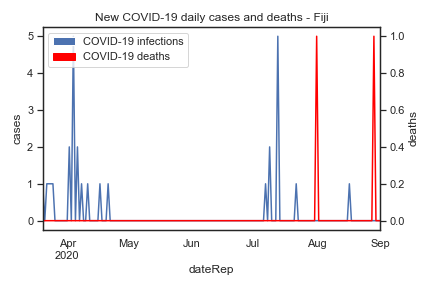 New COVID-19 daily cases and deaths - Fiji
COVID-19 infections
COVID-19 deaths
5
4
3
2
1
0
cases
1.0
0.8
0.6
0.4
0.2
0.0
deaths
Apr
2020
May
Jun
Jul
Aug
Sep
dateRep